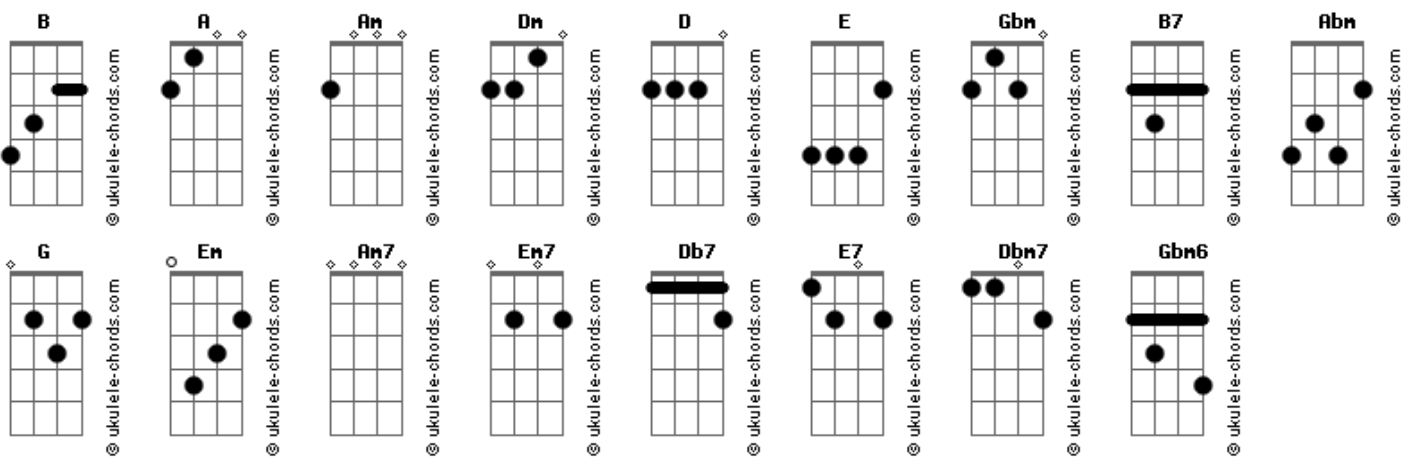 B A Am Dm D E Gbm B7 Abm
© ukulele-chords.com © ukulele-chords.com © ukulele-chords.com © ukulele-chords.com © ukulele-chords.com © ukulele-chords.com © ukulele-chords.com © ukulele-chords.com © ukulele-chords.com
G Em Am7 Em7 Db7 E7 Dbm7 Gbm6
© ukulele-chords.com © ukulele-chords.com © ukulele-chords.com © ukulele-chords.com © ukulele-chords.com © ukulele-chords.com © ukulele-chords.com © ukulele-chords.com